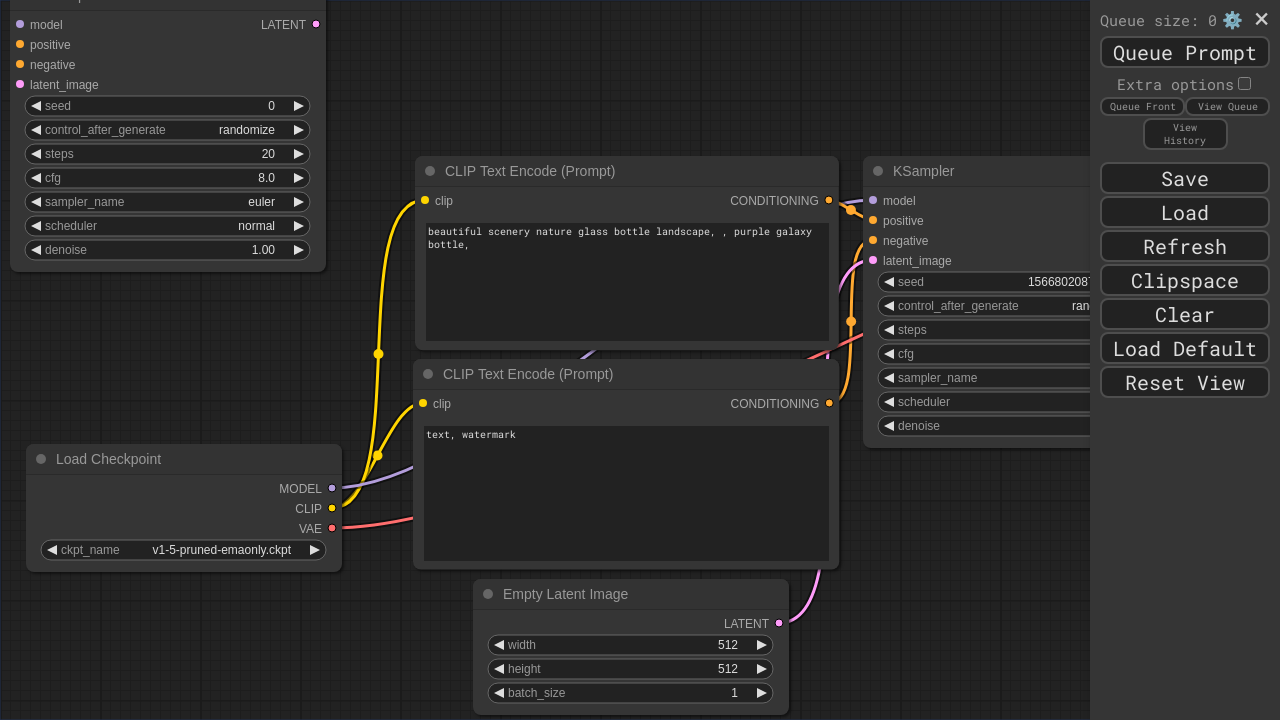 model
LATENT
positive
negative
latent_image
seed 0
control_after_generate randomize
steps 20
cfg 8.0
sampler_name euler
scheduler normal
denoise 1.00
Load Checkpoint
MODEL
CLIP
VAE
ckpt_name v1-5-pruned-emaonly.ckpt
CLIP Text Encode (Prompt)
clip
CONDITIONING
beautiful scenery nature glass bottle landscape, , purple galaxy
bottle,
CLIP Text Encode (Prompt)
clip
CONDITIONING
text, watermark
Empty Latent Image
LATENT
width 512
height 512
batch_size 1
KSampler
model
positive
negative
latent_image
seed 1566802087
control_after_generate ran
steps
cfg
sampler_name
scheduler
denoise
Queue size: 0
Queue Prompt
Extra options
Queue Front
View Queue
View
History
Save
Load
Refresh
Clipspace
Clear
Load Default
Reset View